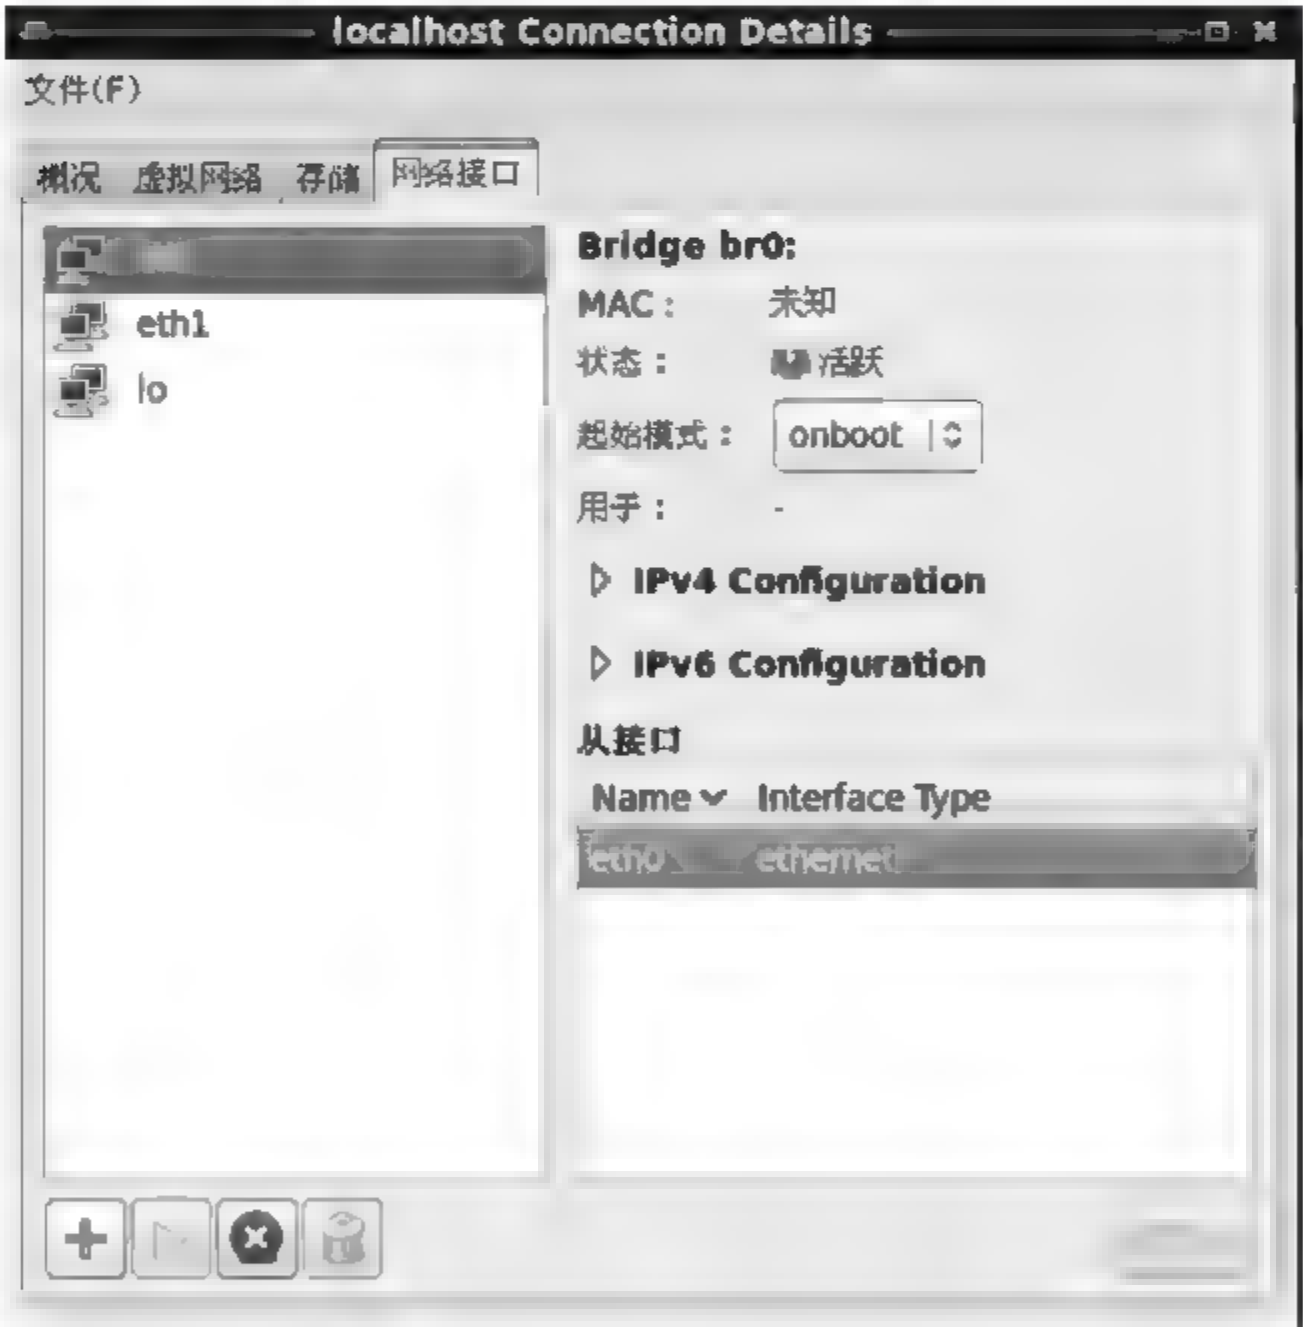 localhost Connection Details
文件(F)
概况 虚拟网络 存储 网络接口
eth1
lo
Bridge br0:
MAC： 未知
状态： 活跃
起始模式： onboot
用于： -
IPv4 Configuration
IPv6 Configuration
从接口
Name Interface Type
eth0 ethernet